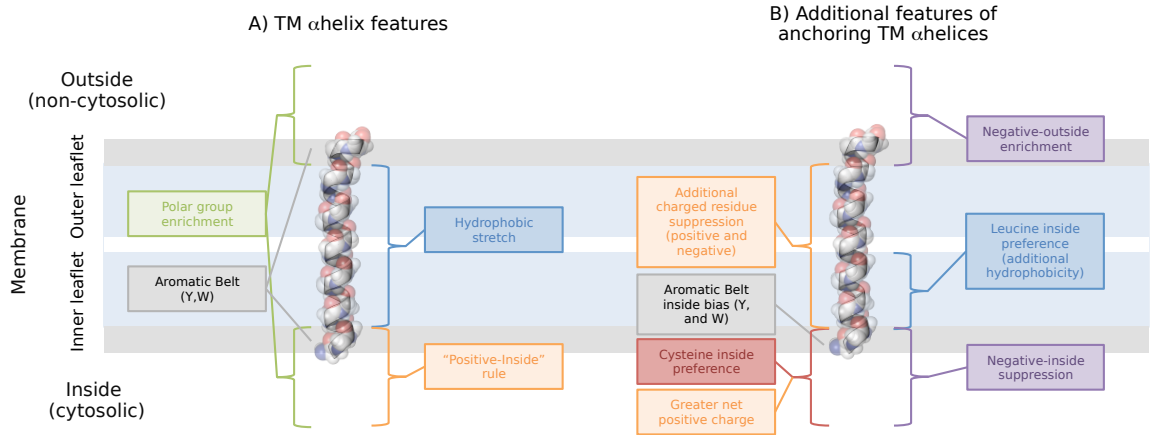 A) TM αhelix features
B) Additional features of
anchoring TM αhelices
Outside
(non-cytosolic)
Membrane
Outer leaflet
Inner leaflet
Inside
(cytosolic)
Polar group
enrichment
Aromatic Belt
(Y,W)
Hydrophobic
stretch
“Positive-Inside”
rule
Additional
charged residue
suppression
(positive and
negative)
Aromatic Belt
inside bias (Y,
and W)
Cysteine inside
preference
Greater net
positive charge
Negative-outside
enrichment
Leucine inside
preference
(additional
hydrophobicity)
Negative-inside
suppression